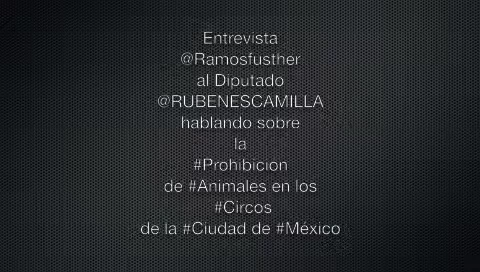 Entrevista
@Ramosfusther
al Diputado
@RUBENESCAMILLA
hablando sobre
la
#Prohibicion
de #Animales en los
#Circos
de la #Ciudad de #México